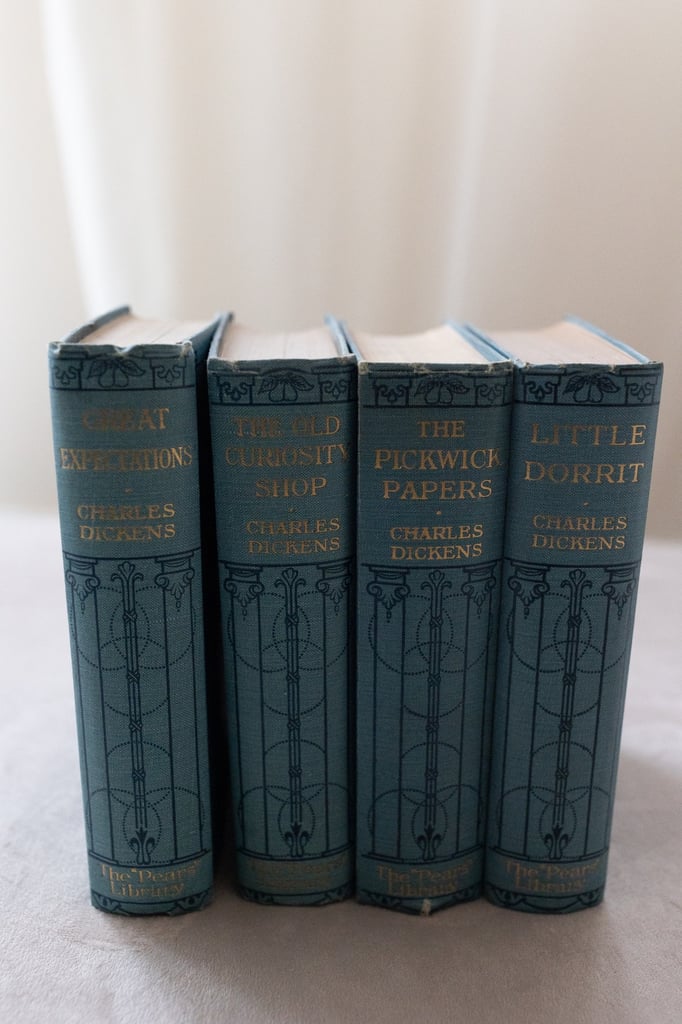 GREAT
EXPECTATIONS
CHARLES
DICKENS
The "Pears"
Library
THE OLD
CURIOSITY
SHOP
CHARLES
DICKENS
THE
PICKWICK
PAPERS
CHARLES
DICKENS
The "Pears"
Library
LITTLE
DORRIT
CHARLES
DICKENS
The "Pears"
Library